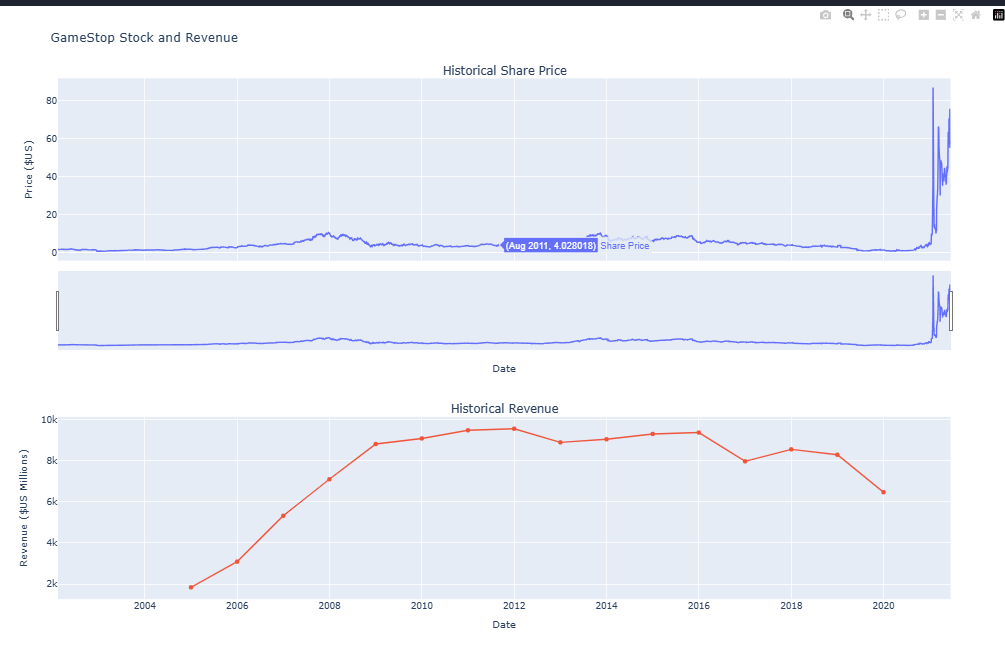 GameStop Stock and Revenue
Historical Share Price
Price ($US)
80
60
40
20
0
(Aug 2011, 4.028018) Share Price
Date
Historical Revenue
Revenue ($US Millions)
10k
8k
6k
4k
2k
2004 2006 2008 2010 2012 2014 2016 2018 2020
Date